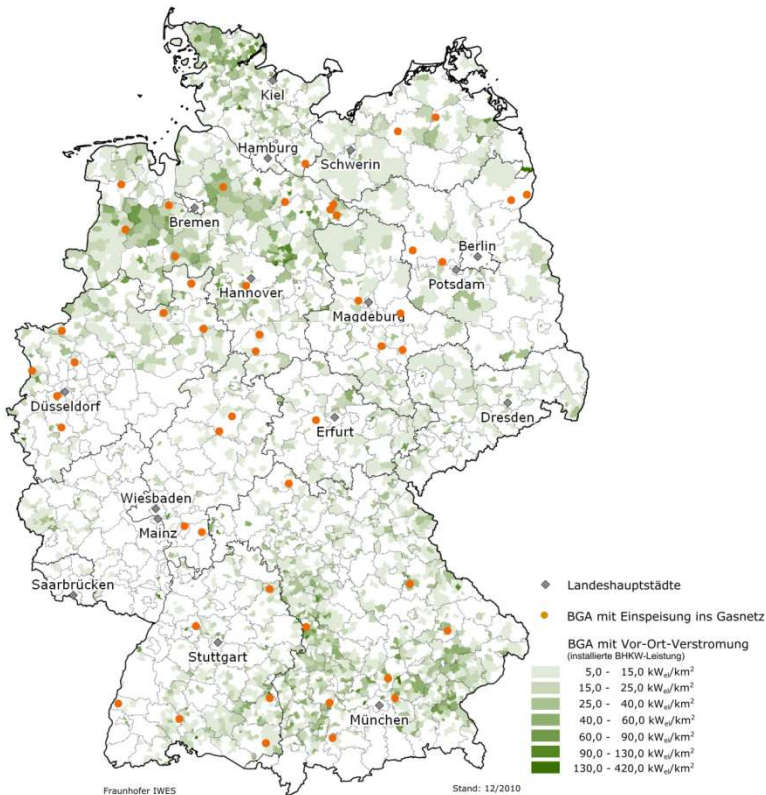 Kiel
Hamburg
Schwerin
Bremen
Berlin
Hannover
Potsdam
Magdeburg
Düsseldorf
Erfurt
Dresden
Wiesbaden
Mainz
Saarbrücken
Stuttgart
München
Landeshauptstädte
BGA mit Einspeisung ins Gasnetz
BGA mit Vor-Ort-Verstromung
(installierte BHKW-Leistung)
5,0 - 15,0 kWel/km²
15,0 - 25,0 kWel/km²
25,0 - 40,0 kWel/km²
40,0 - 60,0 kWel/km²
60,0 - 90,0 kWel/km²
90,0 - 130,0 kWel/km²
130,0 - 420,0 kWel/km²
Fraunhofer IWES
Stand: 12/2010